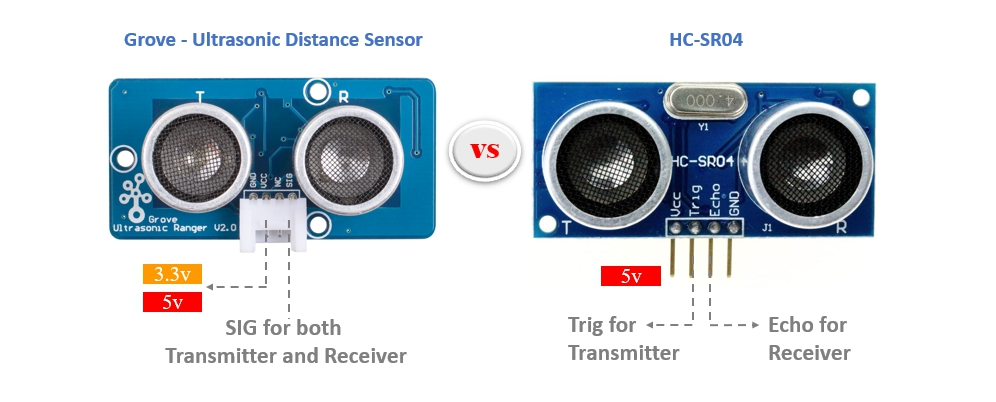 Grove - Ultrasonic Distance Sensor
HC-SR04
T
R
GND
VCC
NC
SIG
Grove
Ultrasonic Ranger V2.0
3.3v
5v
SIG for both
Transmitter and Receiver
vs
4.000
Y1
HC-SR04
Vcc
Trig
Echo
GND
T
J1
R
5v
Trig for
Transmitter
Echo for
Receiver